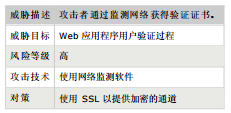 威胁描述 攻击者通过监测网络获得验证证书。
威胁目标 Web 应用程序用户验证过程
风险等级 高
攻击技术 使用网络监测软件
对策 使用 SSL 以提供加密的通道